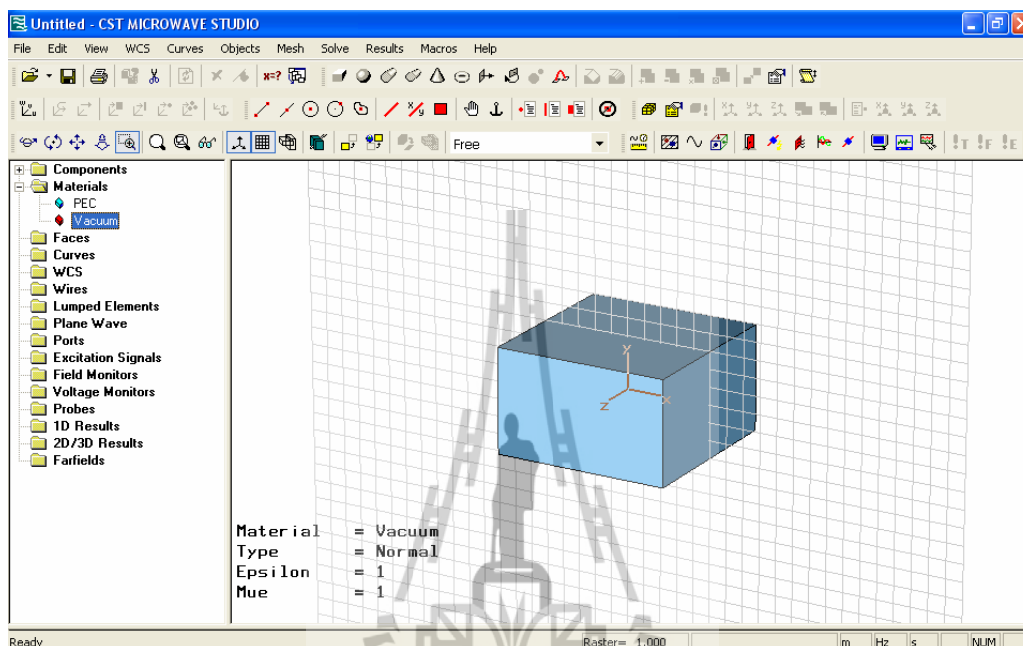 Untitled - CST MICROWAVE STUDIO
File Edit View WCS Curves Objects Mesh Solve Results Macros Help
x=?
Free
!T !F !E
Components
Materials
PEC
Vacuum
Faces
Curves
WCS
Wires
Lumped Elements
Plane Wave
Ports
Excitation Signals
Field Monitors
Voltage Monitors
Probes
1D Results
2D/3D Results
Farfields
y
x
z
Material = Vacuum
Type = Normal
Epsilon = 1
Mue = 1
Ready Raster= 1.000 m Hz s NUM